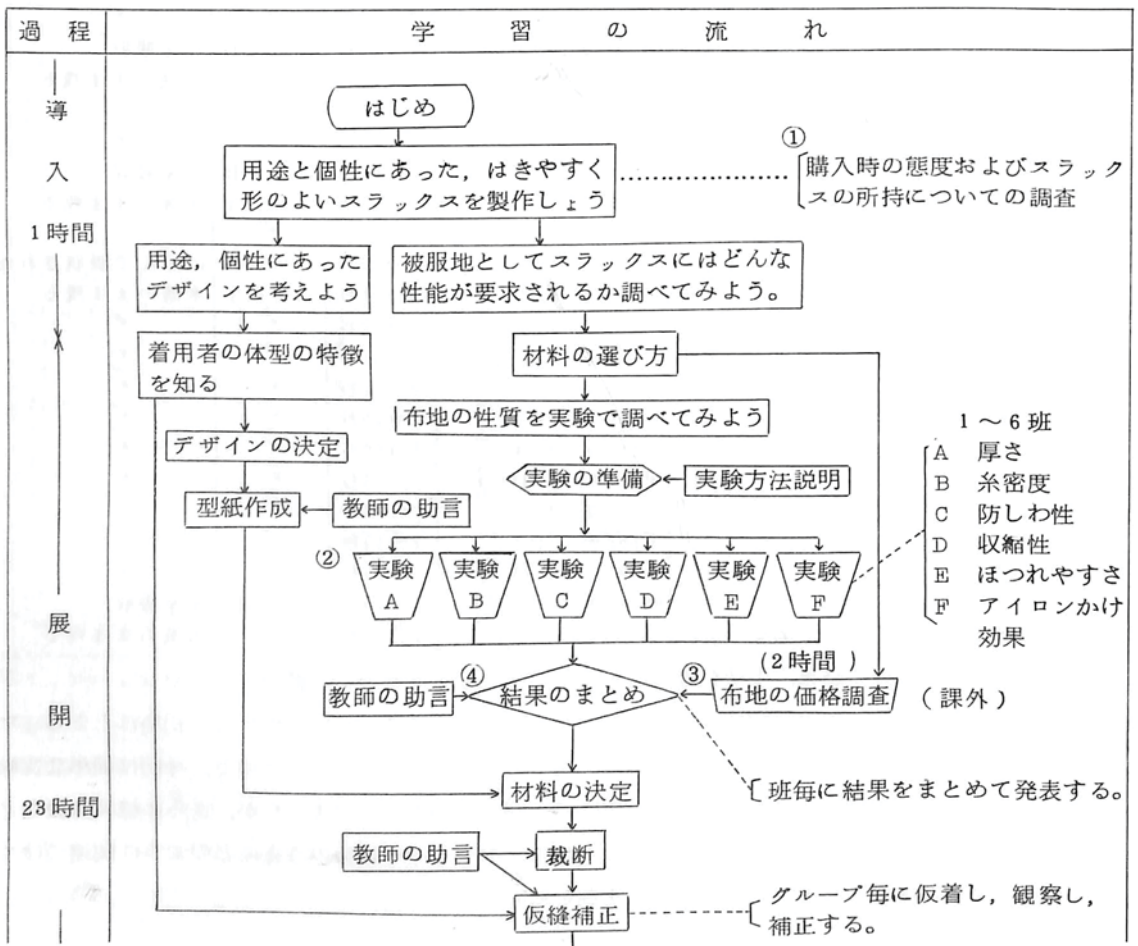 過程
学習の流れ
導入
1時間
展開
23時間
はじめ
用途と個性にあった，はきやすく
形のよいスラックスを製作しょう
①
購入時の態度およびスラック
スの所持についての調査
用途，個性にあった
デザインを考えよう
被服地としてスラックスにはどんな
性能が要求されるか調べてみよう。
着用者の体型の特徴
を知る
材料の選び方
布地の性質を実験で調べてみよう
デザインの決定
実験の準備
実験方法説明
型紙作成
教師の助言
1～6班
A 厚さ
B 糸密度
C 防しわ性
D 収縮性
E ほつれやすさ
F アイロンかけ
効果
②
実験
A
実験
B
実験
C
実験
D
実験
E
実験
F
(2時間)
教師の助言
④
結果のまとめ
③
布地の価格調査
(課外)
班毎に結果をまとめて発表する。
材料の決定
教師の助言
裁断
仮縫補正
グループ毎に仮着し，観察し，
補正する。